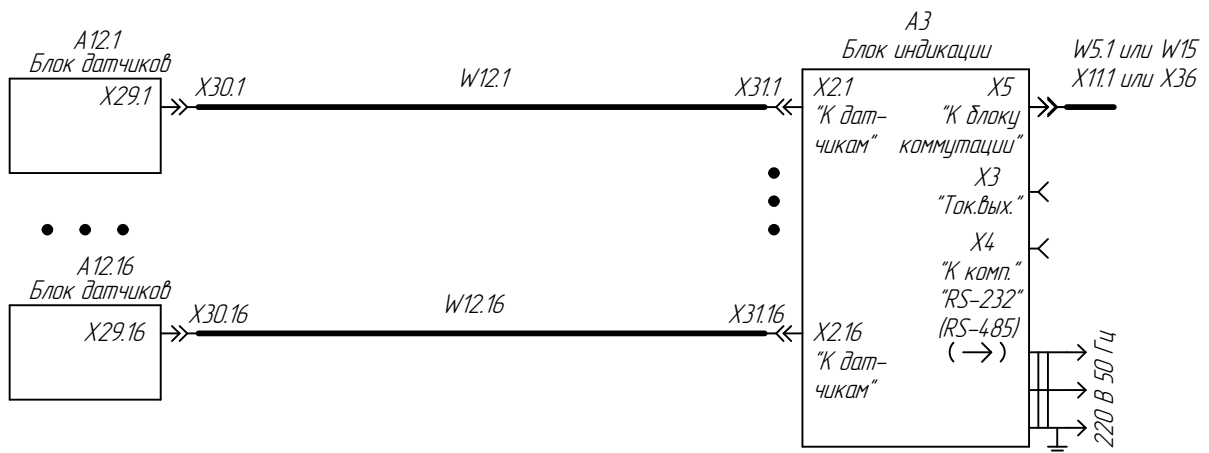 A12.1
Блок датчиков
X29.1
X30.1
W12.1
X31.1
A3
Блок индикации
X2.1
"К дат-
чикам"
X5
"К блоку
коммутации"
W5.1 или W15
X11.1 или X36
X3
"Ток.вых."
X4
"К комп."
"RS-232"
(RS-485)
A12.16
Блок датчиков
X29.16
X30.16
W12.16
X31.16
X2.16
"К дат-
чикам"
220 В 50 Гц